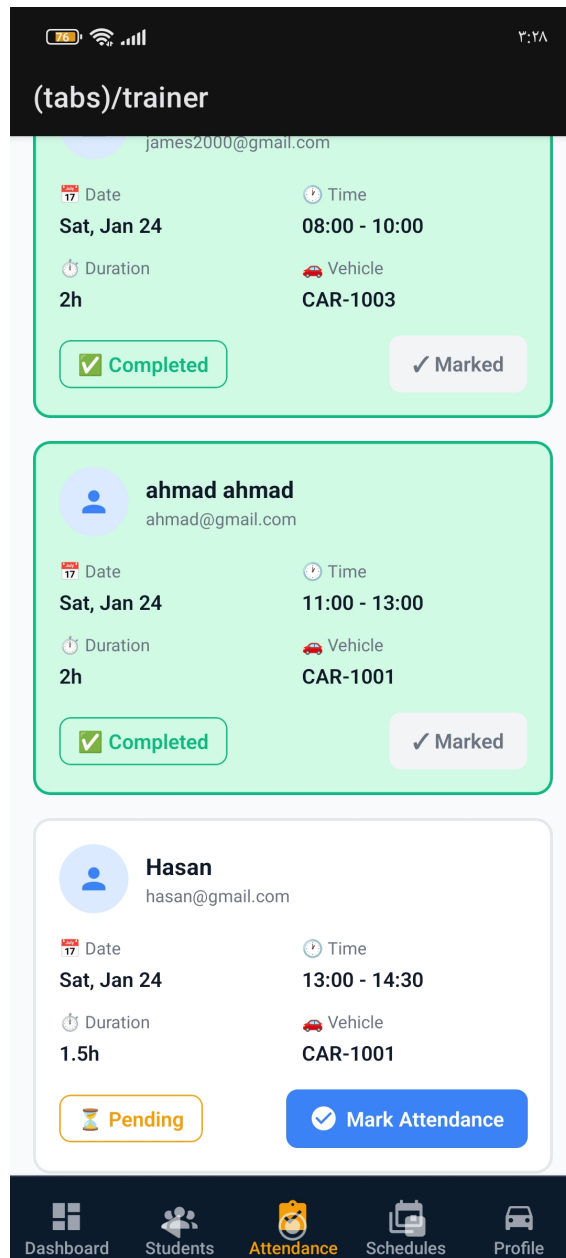 76 ٣:٢٨
(tabs)/trainer
james2000@gmail.com
Date Time
Sat, Jan 24 08:00 - 10:00
Duration Vehicle
2h CAR-1003
✅ Completed ✓ Marked
ahmad ahmad
ahmad@gmail.com
Date Time
Sat, Jan 24 11:00 - 13:00
Duration Vehicle
2h CAR-1001
✅ Completed ✓ Marked
Hasan
hasan@gmail.com
Date Time
Sat, Jan 24 13:00 - 14:30
Duration Vehicle
1.5h CAR-1001
Pending Mark Attendance
Dashboard Students Attendance Schedules Profile